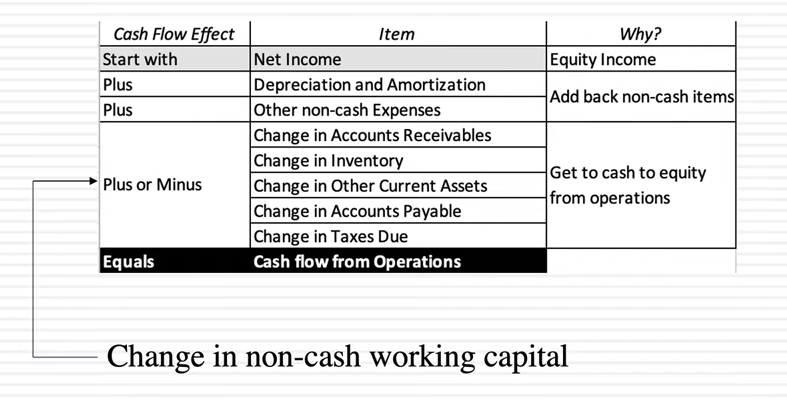 Cash Flow Effect Item Why?
Start with Net Income Equity Income
Plus Depreciation and Amortization
Add back non-cash items
Plus Other non-cash Expenses
Change in Accounts Receivables
Change in Inventory
Plus or Minus Change in Other Current Assets
Get to cash to equity
from operations
Change in Accounts Payable
Change in Taxes Due
Equals Cash flow from Operations
Change in non-cash working capital